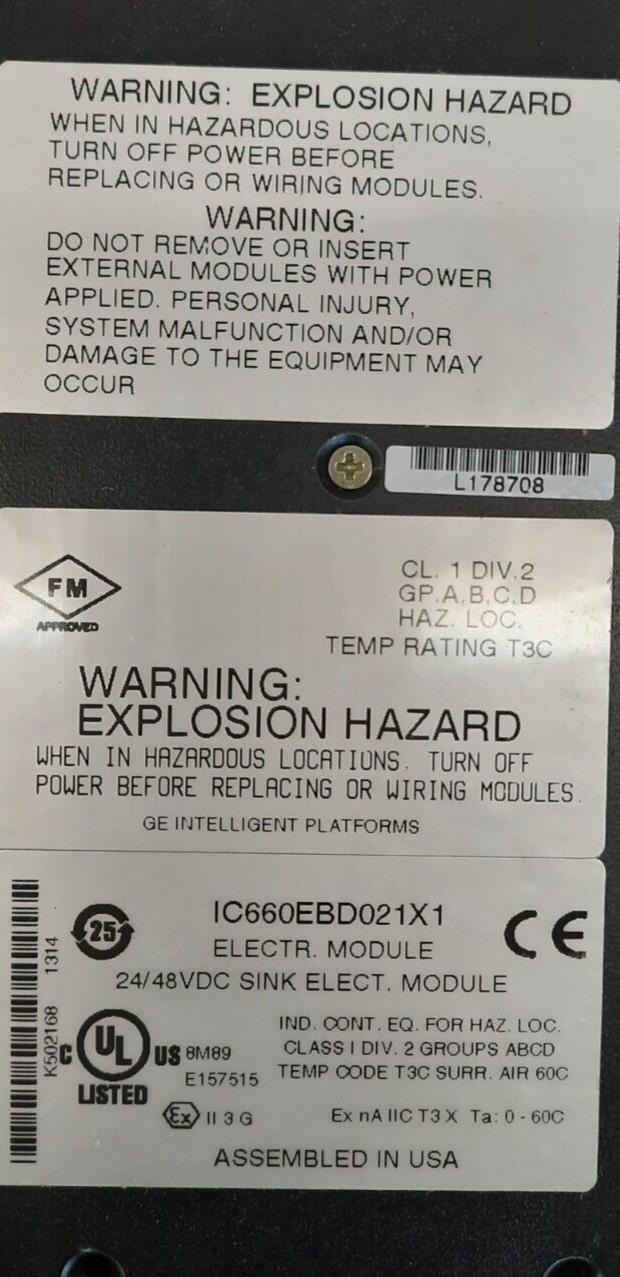 WARNING: EXPLOSION HAZARD
WHEN IN HAZARDOUS LOCATIONS,
TURN OFF POWER BEFORE
REPLACING OR WIRING MODULES.
WARNING:
DO NOT REMOVE OR INSERT
EXTERNAL MODULES WITH POWER
APPLIED. PERSONAL INJURY,
SYSTEM MALFUNCTION AND/OR
DAMAGE TO THE EQUIPMENT MAY
OCCUR
L178708
FM
APPROVED
CL. 1 DIV.2
GP.A,B,C,D
HAZ. LOC.
TEMP RATING T3C
WARNING:
EXPLOSION HAZARD
WHEN IN HAZARDOUS LOCATIONS. TURN OFF
POWER BEFORE REPLACING OR WIRING MODULES.
GE INTELLIGENT PLATFORMS
K502168 1314
25
IC660EBD021X1
CE
ELECTR. MODULE
24/48VDC SINK ELECT. MODULE
C UL US 8M89
LISTED
E157515
IND. CONT. EQ. FOR HAZ. LOC.
CLASS I DIV. 2 GROUPS ABCD
TEMP CODE T3C SURR. AIR 60C
Ex II 3 G Ex nA IIC T3 X Ta: 0 - 60C
ASSEMBLED IN USA